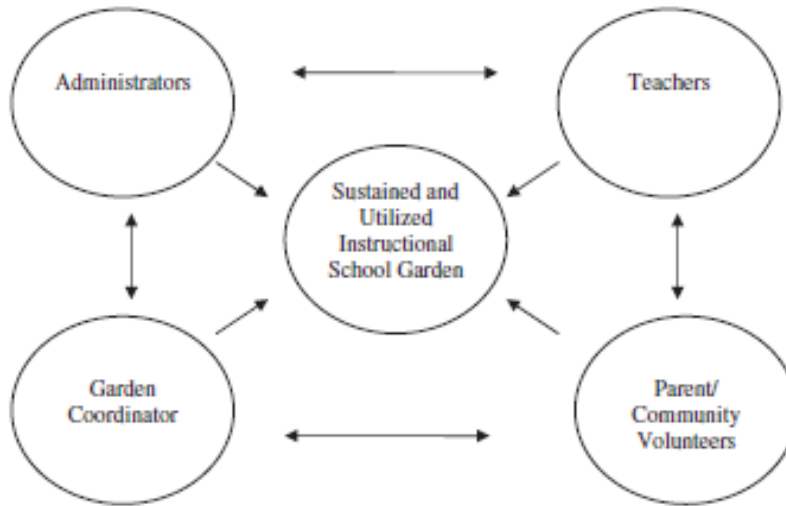 Administrators
Teachers
Sustained and
Utilized
Instructional
School Garden
Garden
Coordinator
Parent/
Community
Volunteers